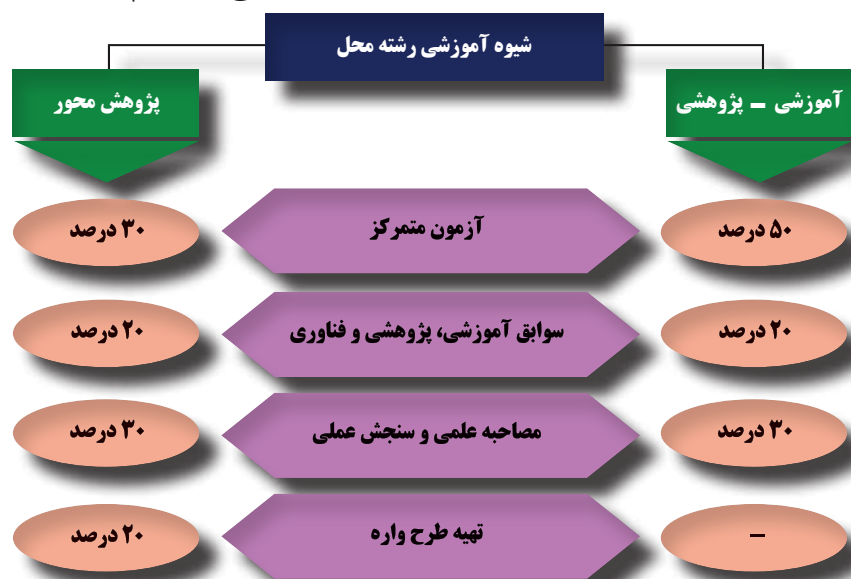 شیوه آموزشی رشته محل
آموزشی - پژوهشی
پژوهش محور
۵۰ درصد
آزمون متمرکز
۳۰ درصد
۲۰ درصد
سوابق آموزشی، پژوهشی و فناوری
۲۰ درصد
۳۰ درصد
مصاحبه علمی و سنجش عملی
۳۰ درصد
-
تهیه طرح واره
۲۰ درصد